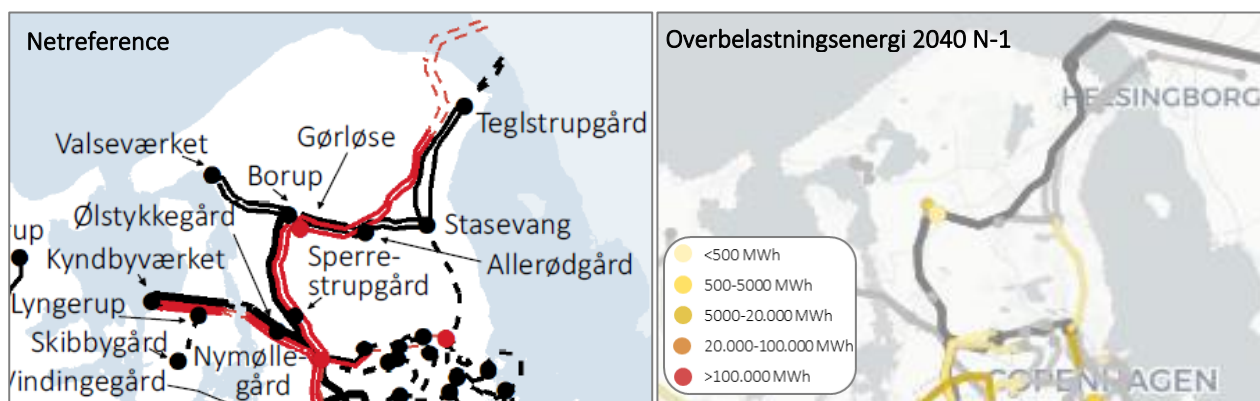 Netreference
Teglstrupgård
Gørløse
Valseværket
Borup
Ølstykkegård
Stasevang
rup
Kyndbyværket
Sperre-
strupgård
Allerødgård
Lyngerup
Skibbygård
Nymølle-
gård
Vindingegård
Overbelastningsenergi 2040 N-1
HELSINGBORG
<500 MWh
500-5000 MWh
5000-20.000 MWh
20.000-100.000 MWh
>100.000 MWh
COPENHAGEN